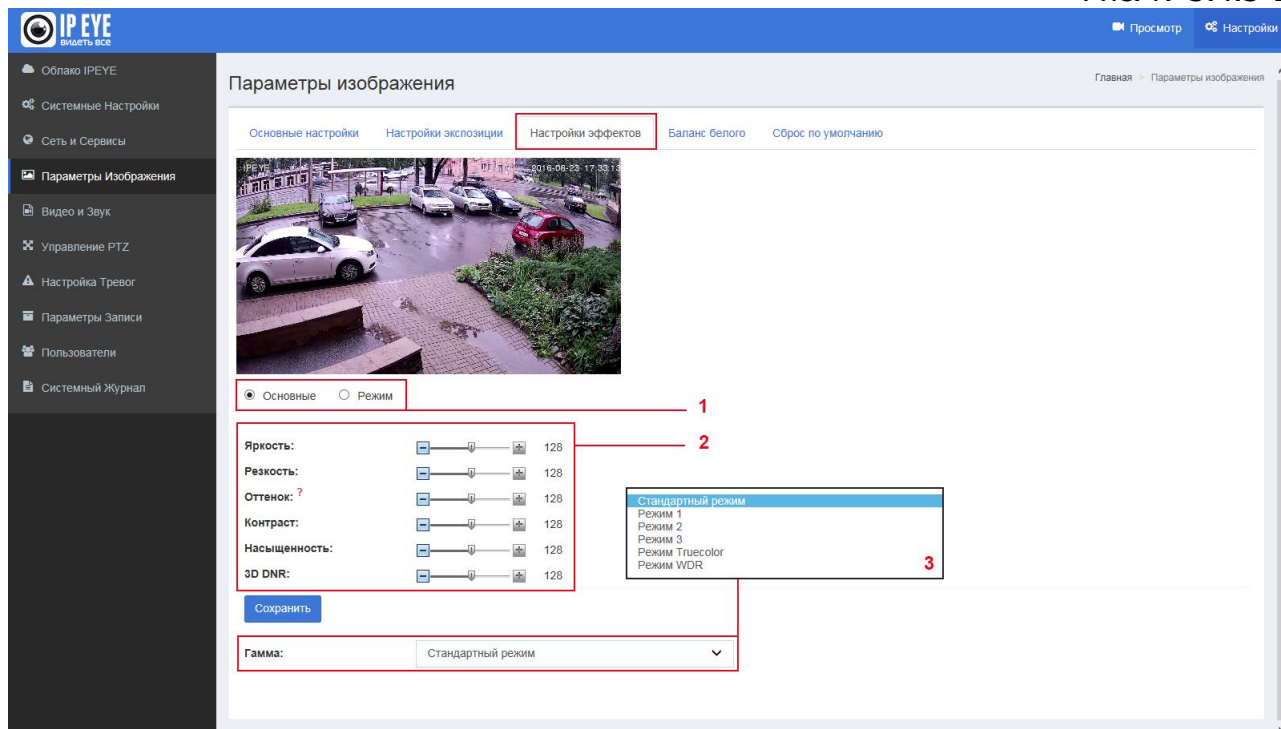 IP EYE
видеть все
Просмотр
Настройки
Облако IPEYE
Системные Настройки
Сеть и Сервисы
Параметры Изображения
Видео и Звук
Управление PTZ
Настройка Тревог
Параметры Записи
Пользователи
Системный Журнал
Параметры изображения
Главная > Параметры изображения
Основные настройки Настройки экспозиции Настройки эффектов Баланс белого Сброс по умолчанию
IPEYE 2016-08-23 17:33:13
Основные Режим
1
2
Яркость: 128
Резкость: 128
Оттенок: ? 128
Контраст: 128
Насыщенность: 128
3D DNR: 128
Стандартный режим
Режим 1
Режим 2
Режим 3
Режим Truecolor
Режим WDR
3
Сохранить
Гамма: Стандартный режим